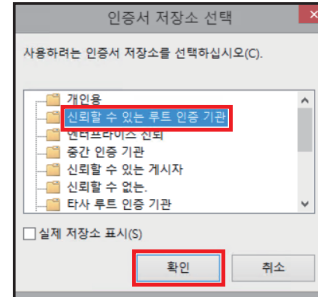 인증서 저장소 선택
사용하려는 인증서 저장소를 선택하십시오(C).
개인용
신뢰할 수 있는 루트 인증 기관
엔터프라이즈 신뢰
중간 인증 기관
신뢰할 수 있는 게시자
신뢰할 수 없는.
타사 루트 인증 기관
실제 저장소 표시(S)
확인
취소